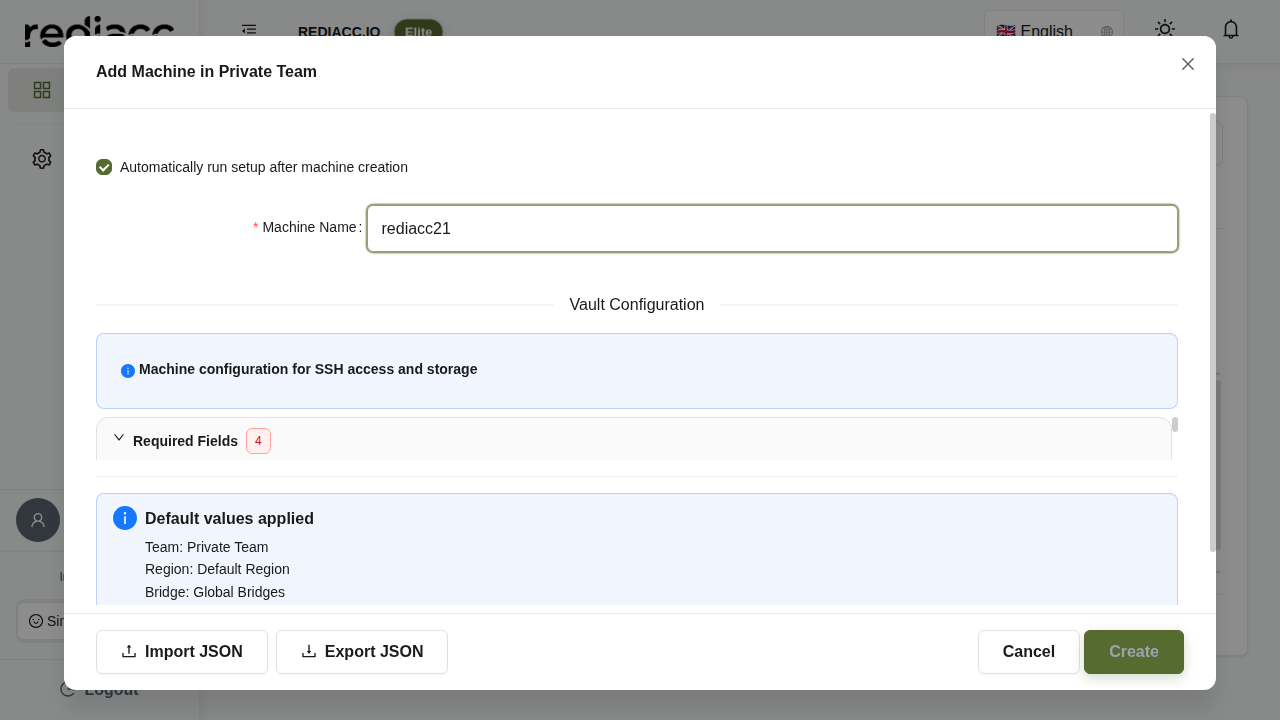 rediacc
REDIACC.IO Elite
English
Add Machine in Private Team
Automatically run setup after machine creation
* Machine Name :
rediacc21
Vault Configuration
Machine configuration for SSH access and storage
Required Fields 4
Default values applied
Team: Private Team
Region: Default Region
Bridge: Global Bridges
Import JSON
Export JSON
Cancel
Create
Logout